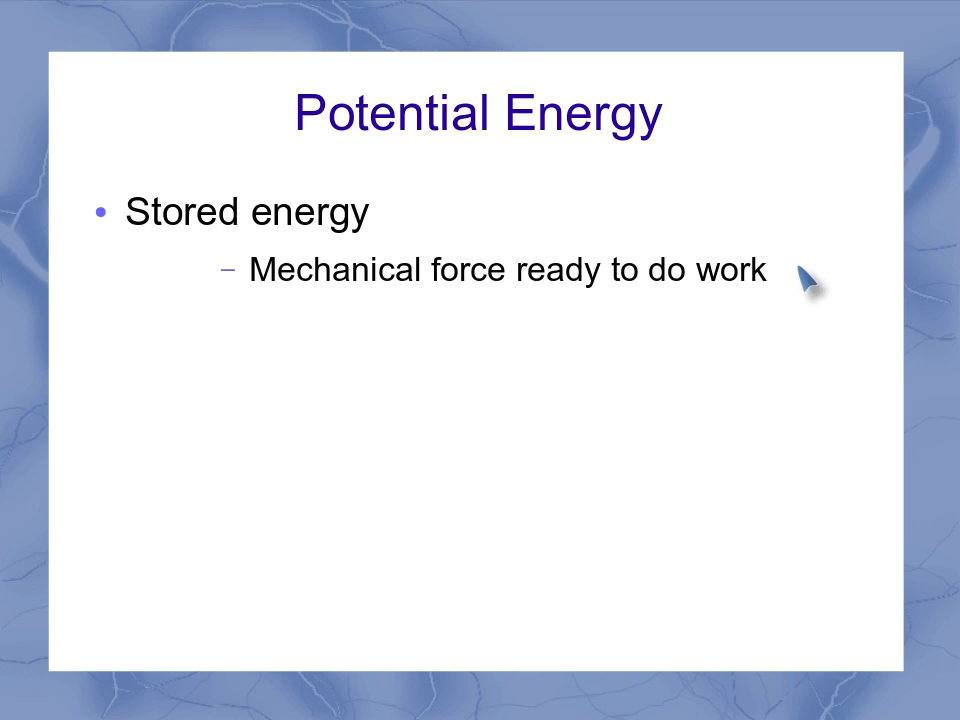 Potential Energy
• Stored energy
– Mechanical force ready to do work